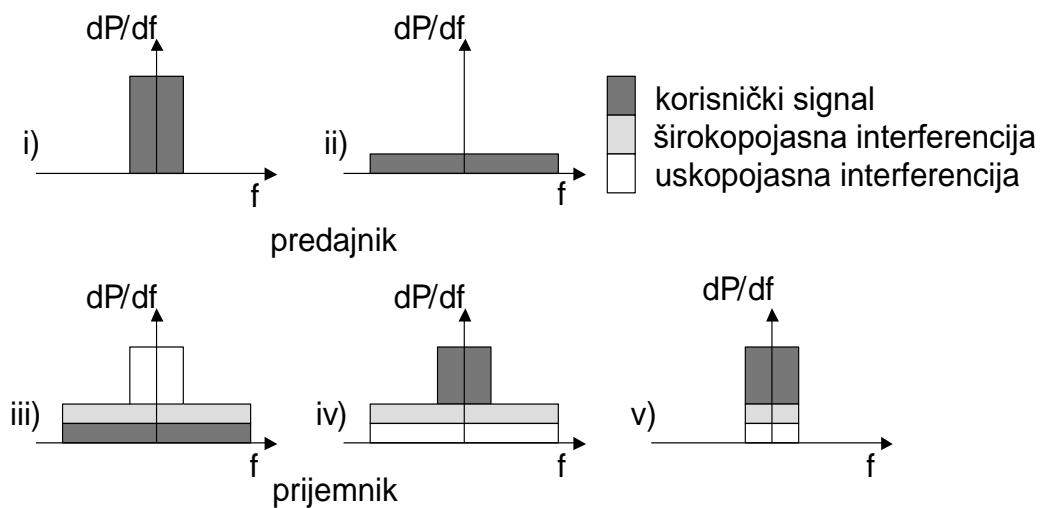 dP/df
dP/df
korisnički signal
širokopojasna interferencija
uskopojasna interferencija
i)
ii)
f
f
predajnik
dP/df
dP/df
dP/df
iii)
iv)
v)
f
f
f
prijemnik